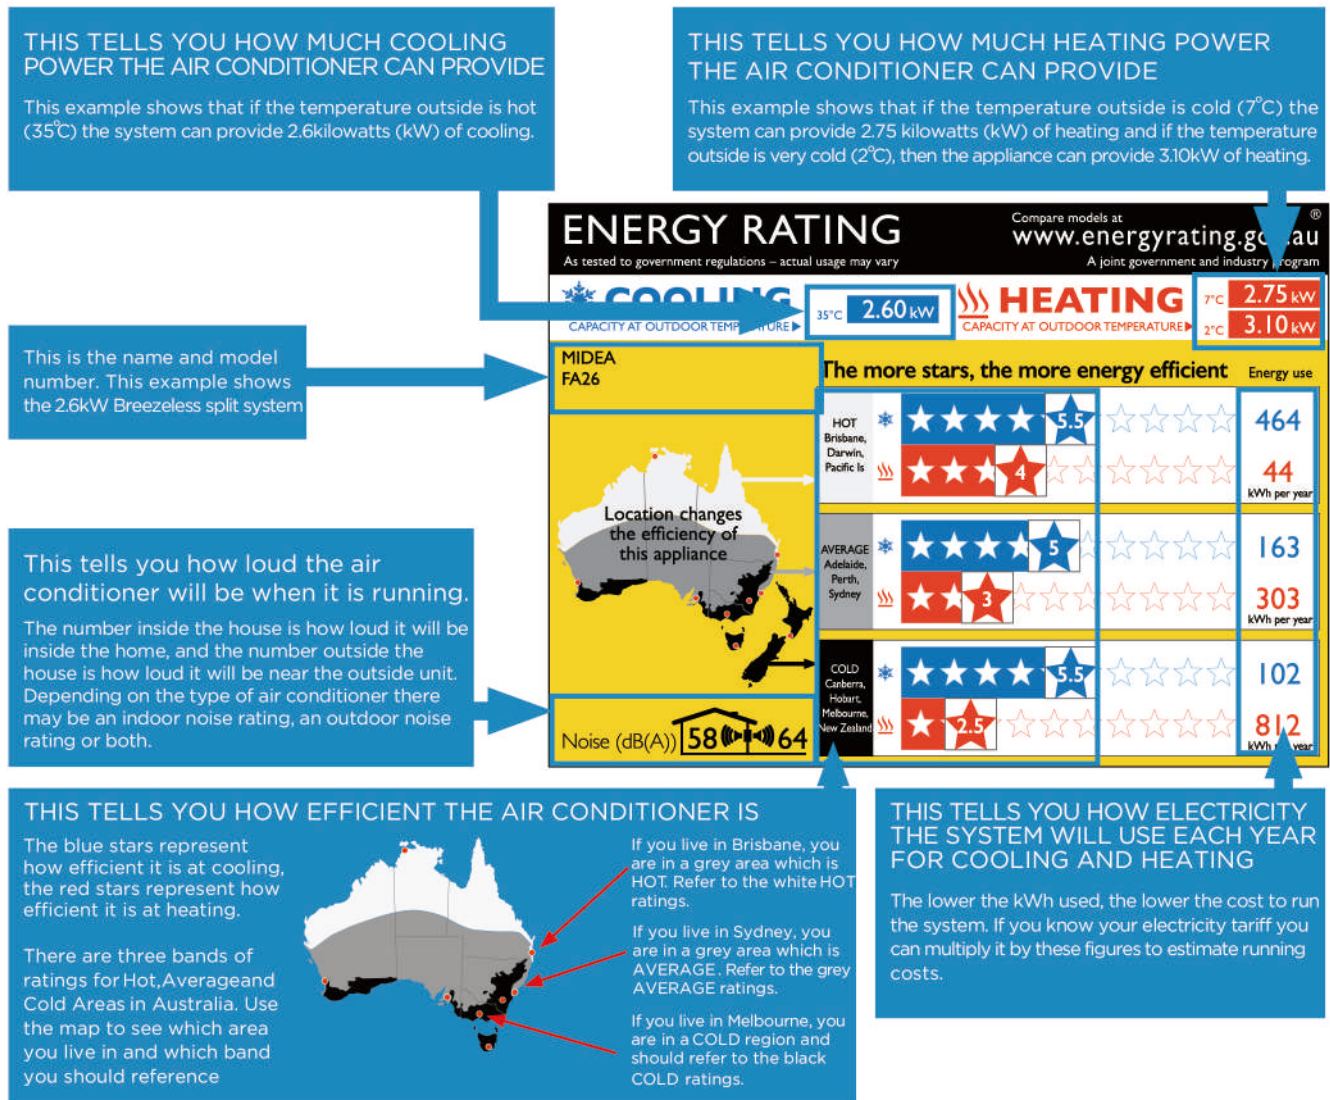 THIS TELLS YOU HOW MUCH COOLING
POWER THE AIR CONDITIONER CAN PROVIDE
This example shows that if the temperature outside is hot
(35°C) the system can provide 2.6kilowatts (kW) of cooling.
THIS TELLS YOU HOW MUCH HEATING POWER
THE AIR CONDITIONER CAN PROVIDE
This example shows that if the temperature outside is cold (7°C) the
system can provide 2.75 kilowatts (kW) of heating and if the temperature
outside is very cold (2°C), then the appliance can provide 3.10kW of heating.
ENERGY RATING
As tested to government regulations – actual usage may vary
Compare models at
®
www.energyrating.gov.au
A joint government and industry program
COOLING
CAPACITY AT OUTDOOR TEMPERATURE
35°C 2.60 kW
HEATING
CAPACITY AT OUTDOOR TEMPERATURE
7°C 2.75 kW
2°C 3.10 kW
This is the name and model
number. This example shows
the 2.6kW Breezeless split system
MIDEA
FA26
The more stars, the more energy efficient
Energy use
HOT
Brisbane,
Darwin,
Pacific Is
5.5
464
4
44
kWh per year
Location changes
the efficiency of
this appliance
AVERAGE
Adelaide,
Perth,
Sydney
5
163
3
303
kWh per year
COLD
Canberra,
Hobart,
Melbourne,
New Zealand
5.5
102
2.5
812
kWh per year
This tells you how loud the air
conditioner will be when it is running.
The number inside the house is how loud it will be
inside the home, and the number outside the
house is how loud it will be near the outside unit.
Depending on the type of air conditioner there
may be an indoor noise rating, an outdoor noise
rating or both.
Noise (dB(A)) 58 64
THIS TELLS YOU HOW EFFICIENT THE AIR CONDITIONER IS
The blue stars represent
how efficient it is at cooling,
the red stars represent how
efficient it is at heating.
There are three bands of
ratings for Hot,Averageand
Cold Areas in Australia. Use
the map to see which area
you live in and which band
you should reference
If you live in Brisbane, you
are in a grey area which is
HOT. Refer to the white HOT
ratings.
If you live in Sydney, you
are in a grey area which is
AVERAGE. Refer to the grey
AVERAGE ratings.
If you live in Melbourne, you
are in a COLD region and
should refer to the black
COLD ratings.
THIS TELLS YOU HOW ELECTRICITY
THE SYSTEM WILL USE EACH YEAR
FOR COOLING AND HEATING
The lower the kWh used, the lower the cost to run
the system. If you know your electricity tariff you
can multiply it by these figures to estimate running
costs.